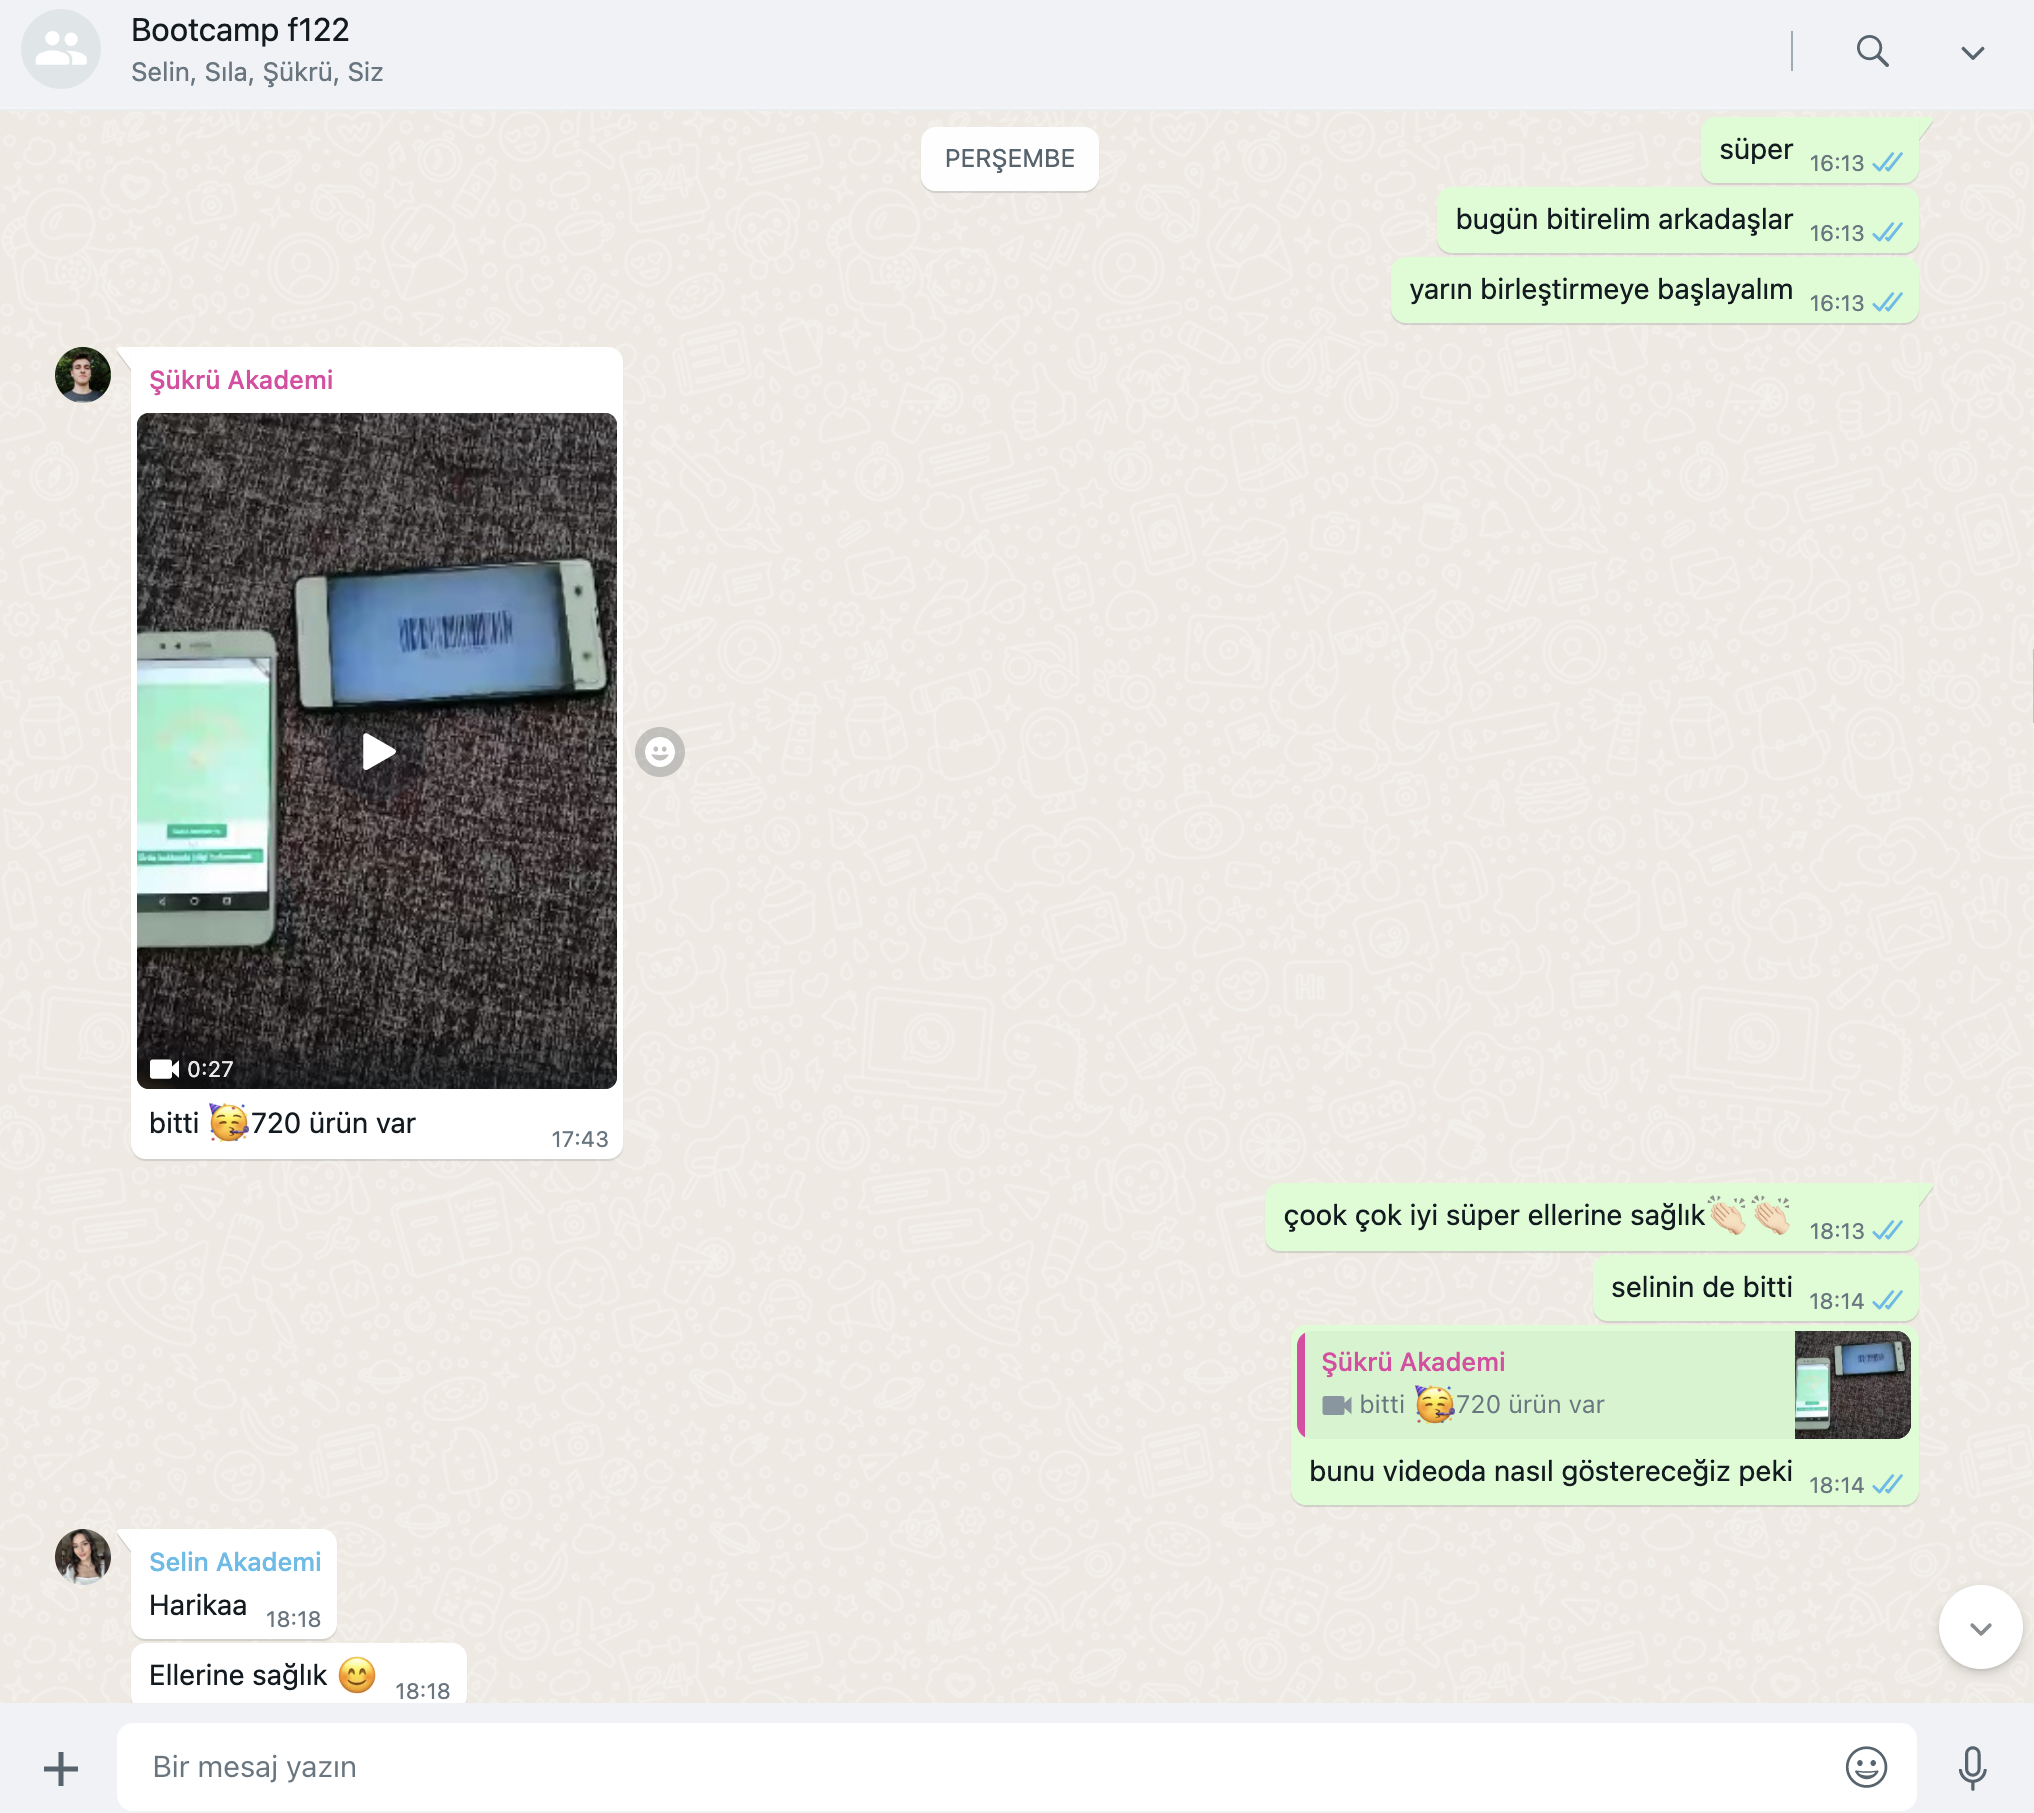 Bootcamp f122
Selin, Sıla, Şükrü, Siz
PERŞEMBE
süper 16:13
bugün bitirelim arkadaşlar 16:13
yarın birleştirmeye başlayalım 16:13
Şükrü Akademi
0:27
bitti 🥳720 ürün var
17:43
çook çok iyi süper ellerine sağlık👏🏻👏🏻 18:13
selinin de bitti 18:14
Şükrü Akademi
bitti 🥳720 ürün var
bunu videoda nasıl göstereceğiz peki 18:14
Selin Akademi
Harikaa 18:18
Ellerine sağlık 😊 18:18
Bir mesaj yazın